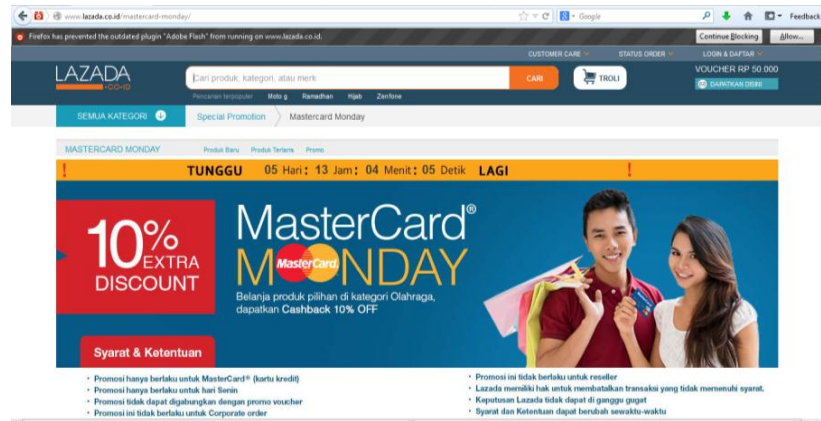 www.lazada.co.id/mastercard-monday/
Google
Feedback
Firefox has prevented the outdated plugin "Adobe Flash" from running on www.lazada.co.id.
Continue Blocking
Allow...
CUSTOMER CARE
STATUS ORDER
LOGIN & DAFTAR
LAZADA
.CO.ID
Cari produk, kategori, atau merk
CARI
TROLI
VOUCHER RP 50.000
DAPATKAN DISINI
Pencarian terpopuler Moto g Ramadhan Hijab Zenfone
SEMUA KATEGORI
Special Promotion
Mastercard Monday
MASTERCARD MONDAY
Produk Baru Produk Terlaris Promo
! TUNGGU 05 Hari: 13 Jam: 04 Menit: 05 Detik LAGI !
10%
EXTRA
DISCOUNT
MasterCard®
MONDAY
MasterCard
Belanja produk pilihan di kategori Olahraga,
dapatkan Cashback 10% OFF
Syarat & Ketentuan
• Promosi hanya berlaku untuk MasterCard® (kartu kredit)
• Promosi hanya berlaku untuk hari Senin
• Promosi tidak dapat digabungkan dengan promo voucher
• Promosi ini tidak berlaku untuk Corporate order
• Promosi ini tidak berlaku untuk reseller
• Lazada memiliki hak untuk membatalkan transaksi yang tidak memenuhi syarat.
• Keputusan Lazada tidak dapat di ganggu gugat
• Syarat dan Ketentuan dapat berubah sewaktu-waktu